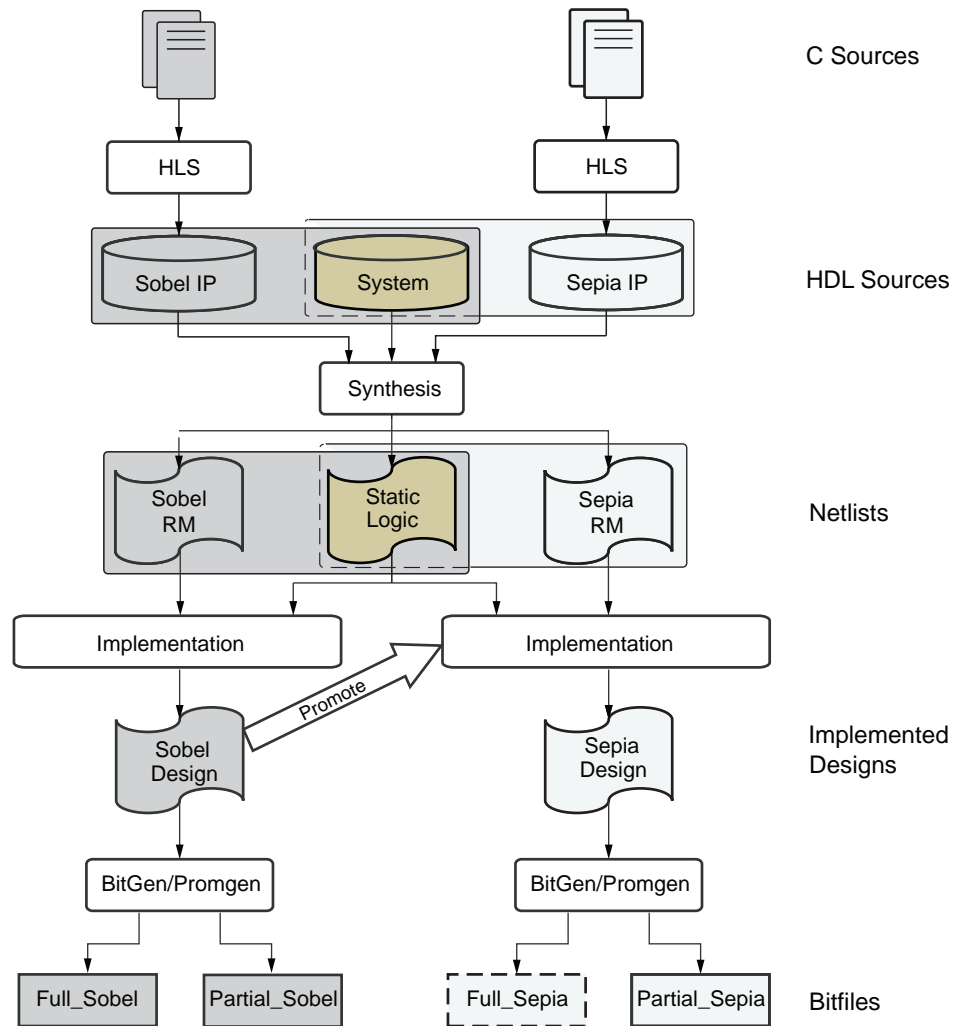 C Sources
HLS
HLS
Sobel IP
System
Sepia IP
HDL Sources
Synthesis
Sobel
RM
Static
Logic
Sepia
RM
Netlists
Implementation
Implementation
Promote
Sobel
Design
Sepia
Design
Implemented
Designs
BitGen/Promgen
BitGen/Promgen
Full_Sobel
Partial_Sobel
Full_Sepia
Partial_Sepia
Bitfiles